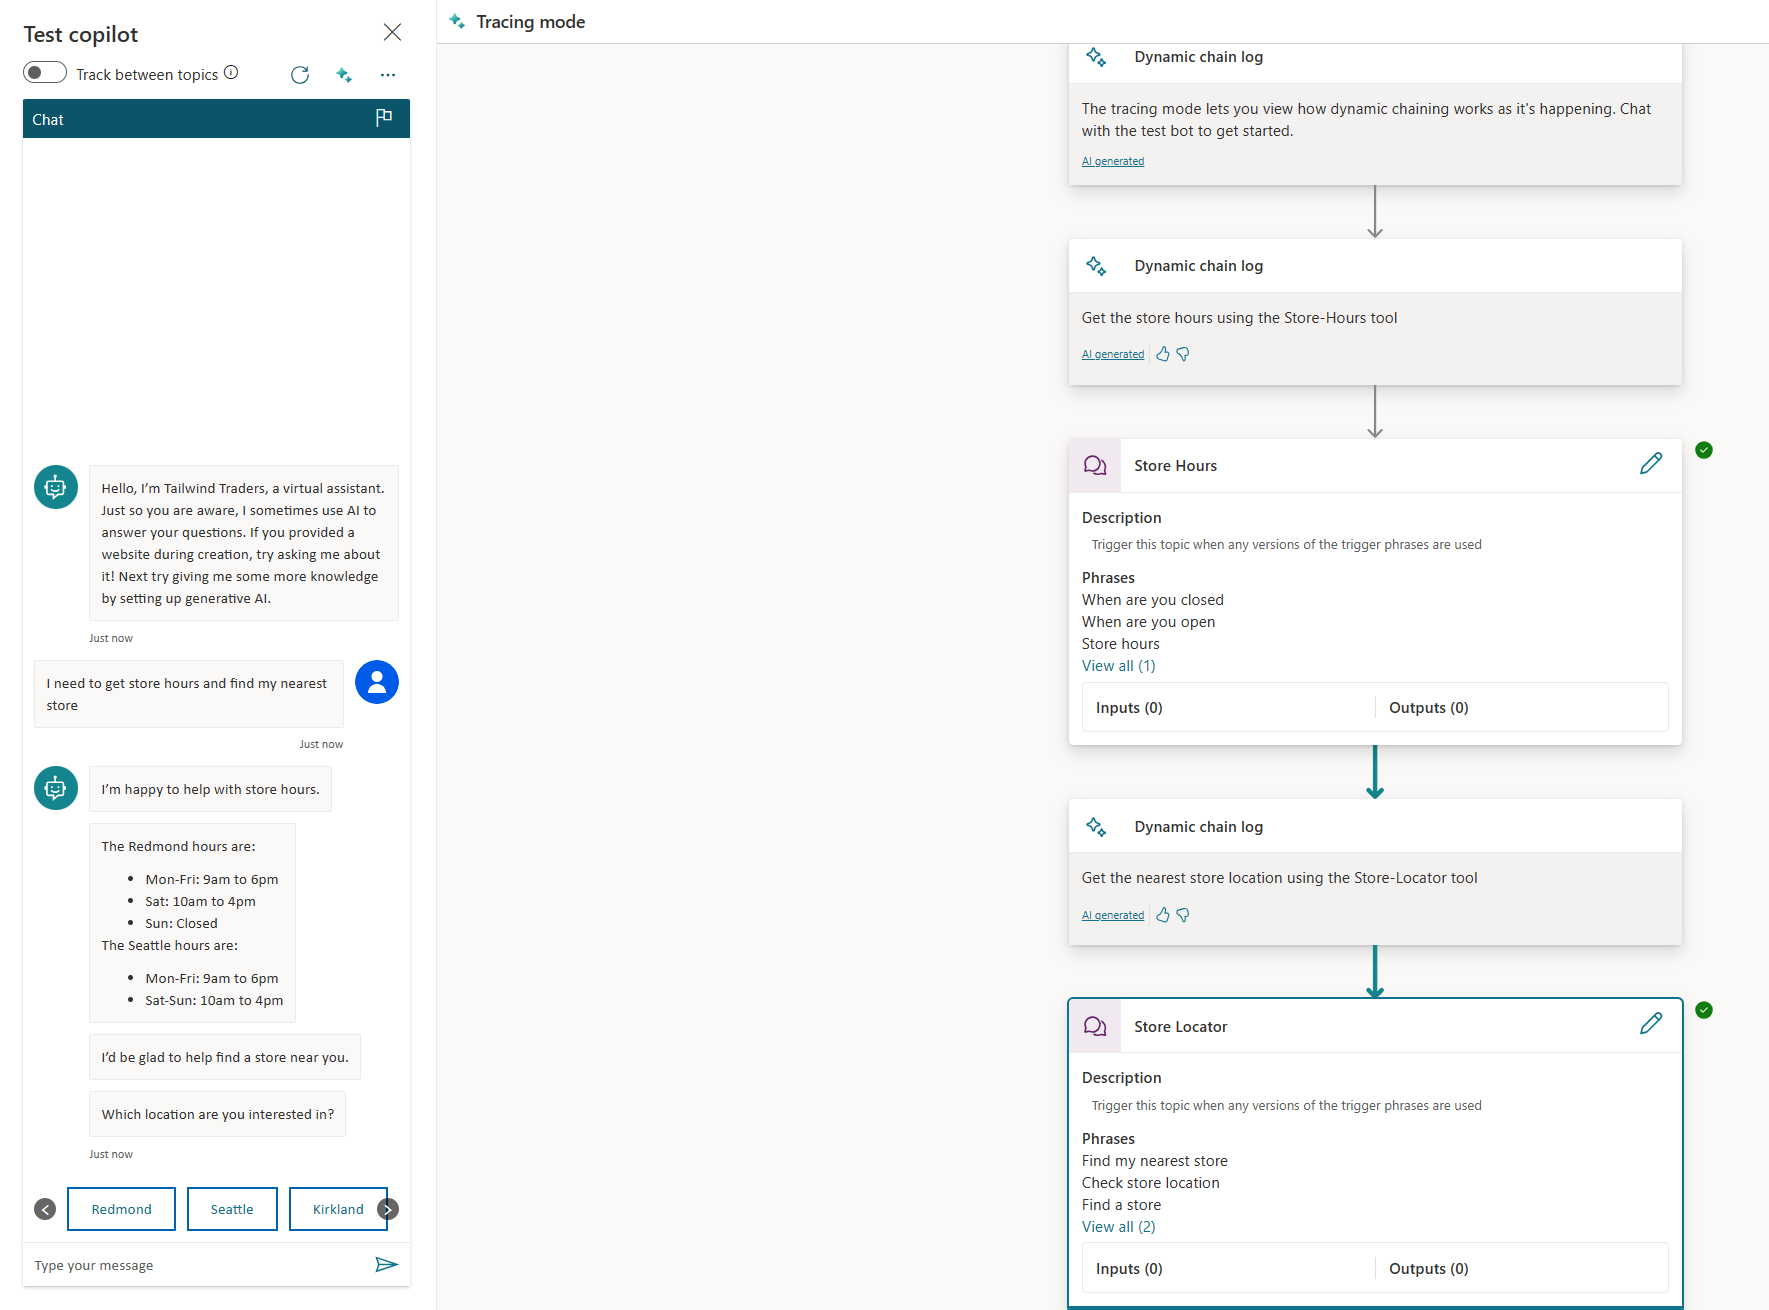 Test copilot
Track between topics
Chat
Hello, I’m Tailwind Traders, a virtual assistant.
Just so you are aware, I sometimes use AI to
answer your questions. If you provided a
website during creation, try asking me about
it! Next try giving me some more knowledge
by setting up generative AI.
Just now
I need to get store hours and find my nearest
store
Just now
I’m happy to help with store hours.
The Redmond hours are:
• Mon-Fri: 9am to 6pm
• Sat: 10am to 4pm
• Sun: Closed
The Seattle hours are:
• Mon-Fri: 9am to 6pm
• Sat-Sun: 10am to 4pm
I’d be glad to help find a store near you.
Which location are you interested in?
Just now
Redmond
Seattle
Kirkland
Type your message
Tracing mode
Dynamic chain log
The tracing mode lets you view how dynamic chaining works as it's happening. Chat
with the test bot to get started.
AI generated
Dynamic chain log
Get the store hours using the Store-Hours tool
AI generated
Store Hours
Description
Trigger this topic when any versions of the trigger phrases are used
Phrases
When are you closed
When are you open
Store hours
View all (1)
Inputs (0) Outputs (0)
Dynamic chain log
Get the nearest store location using the Store-Locator tool
AI generated
Store Locator
Description
Trigger this topic when any versions of the trigger phrases are used
Phrases
Find my nearest store
Check store location
Find a store
View all (2)
Inputs (0) Outputs (0)